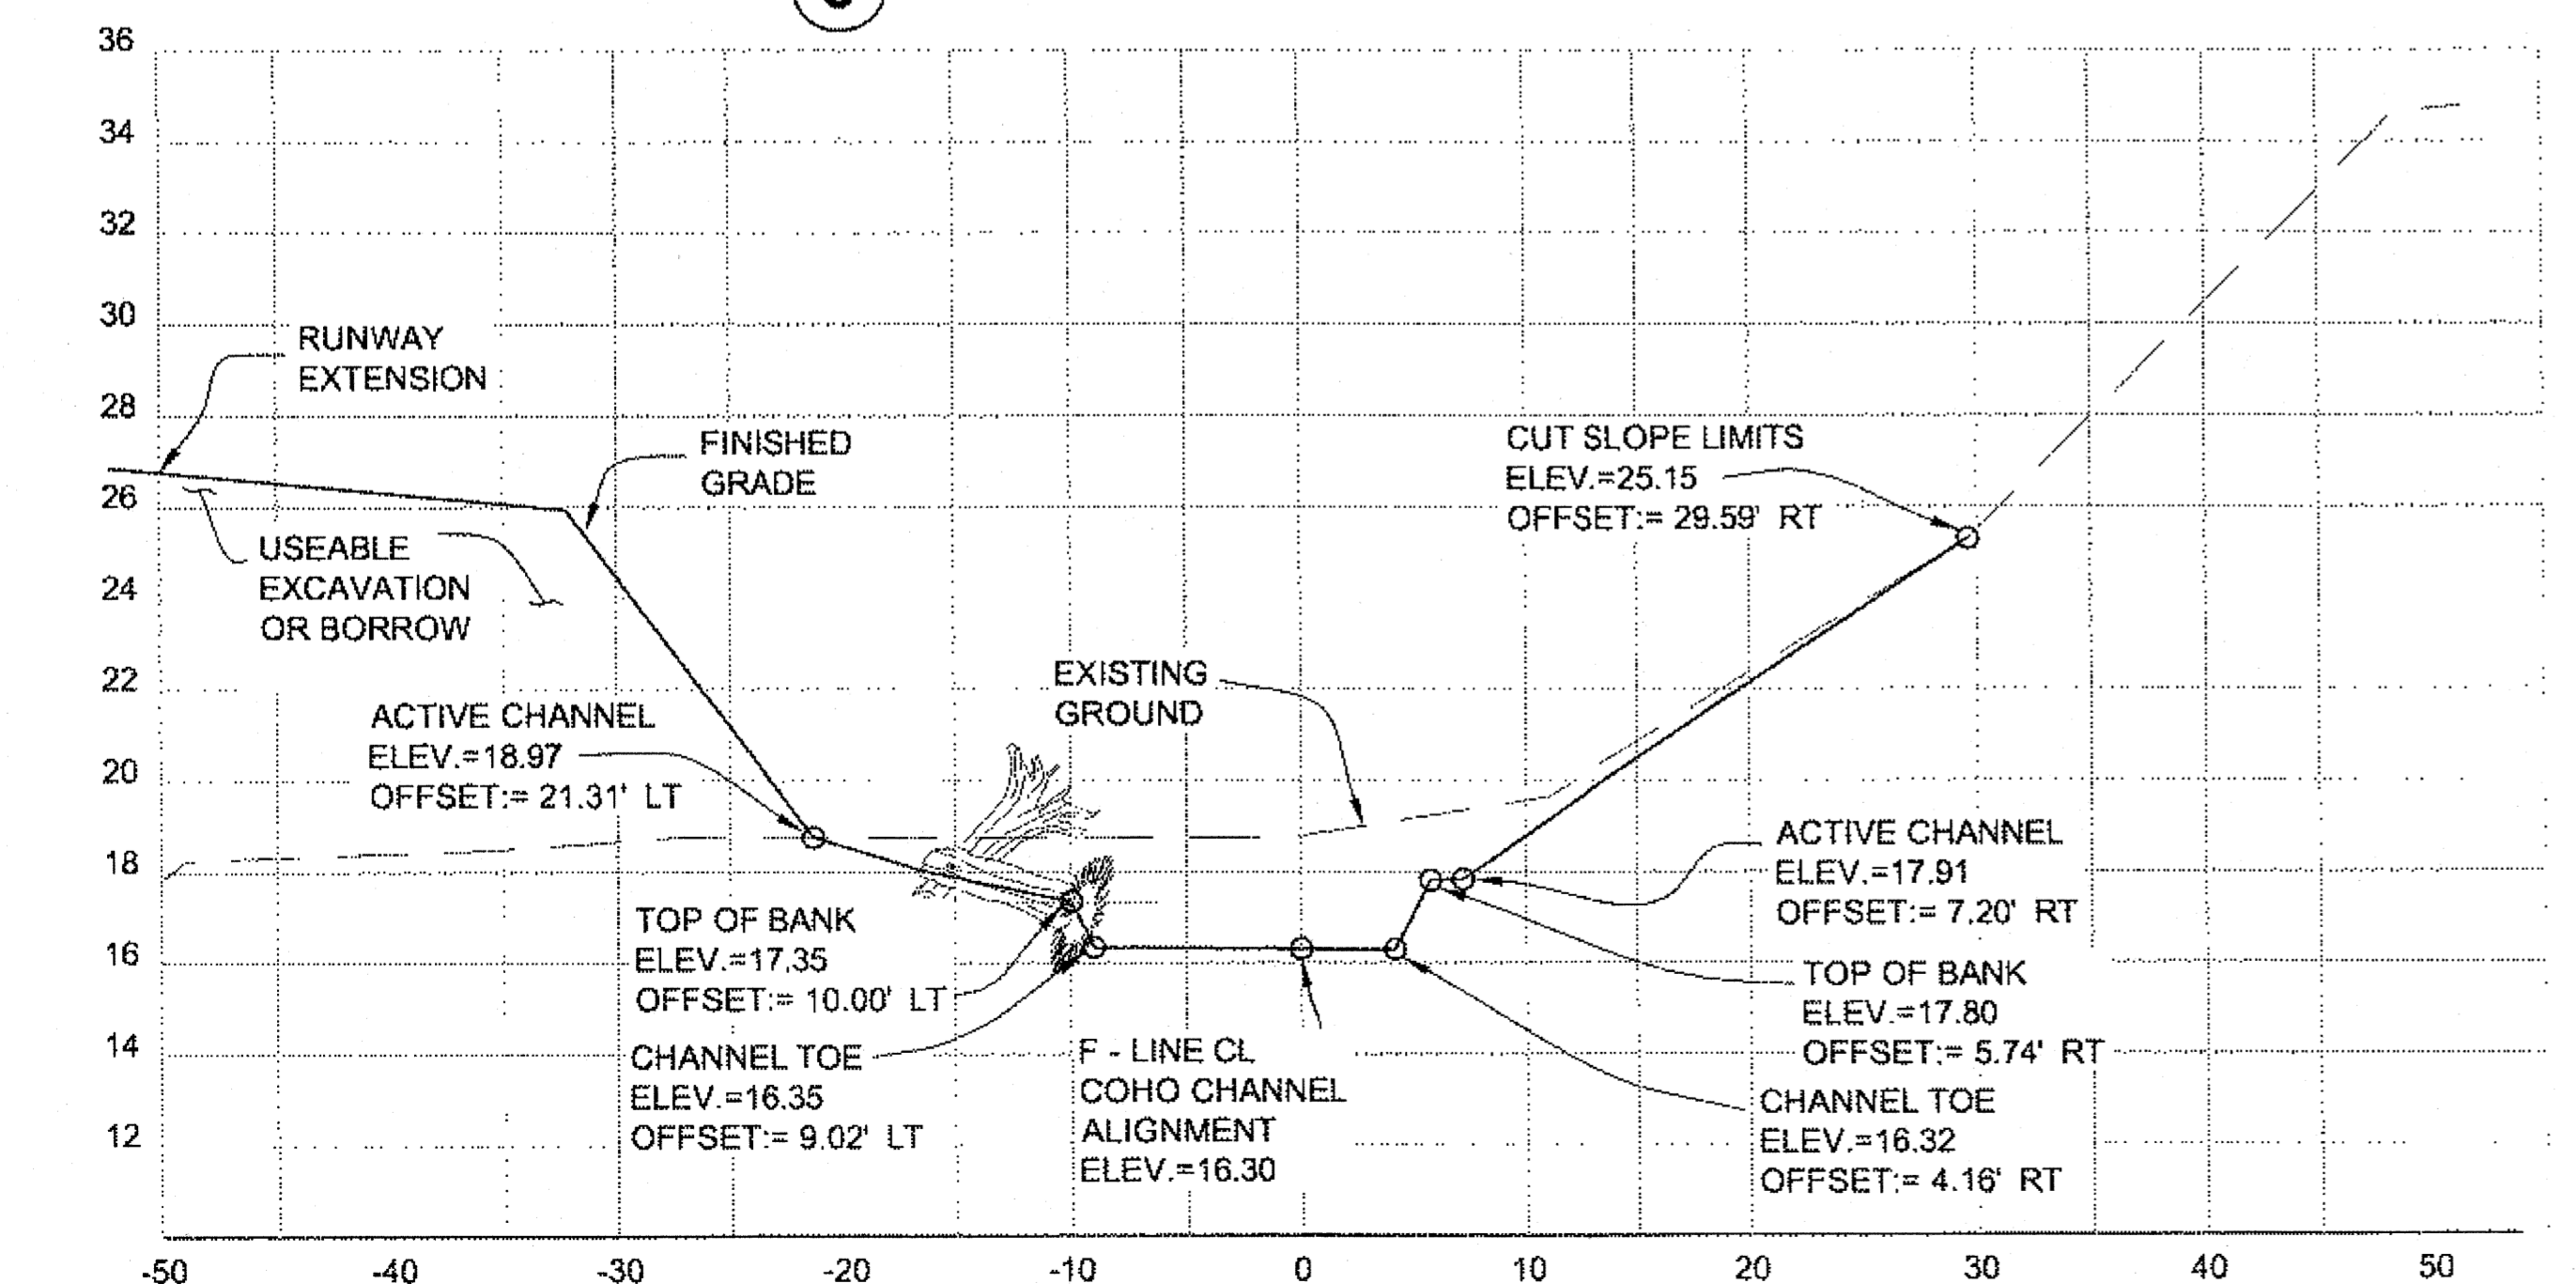 36
34
32
30
28
26
24
22
20
18
16
14
12
RUNWAY
EXTENSION
FINISHED
GRADE
USEABLE
EXCAVATION
OR BORROW
CUT SLOPE LIMITS
ELEV.=25.15
OFFSET:= 29.59' RT
EXISTING
GROUND
ACTIVE CHANNEL
ELEV.=18.97
OFFSET:= 21.31' LT
ACTIVE CHANNEL
ELEV.=17.91
OFFSET:= 7.20' RT
TOP OF BANK
ELEV.=17.35
OFFSET:= 10.00' LT
TOP OF BANK
ELEV.=17.80
OFFSET:= 5.74' RT
CHANNEL TOE
ELEV.=16.35
OFFSET:= 9.02' LT
F - LINE CL
COHO CHANNEL
ALIGNMENT
ELEV.=16.30
CHANNEL TOE
ELEV.=16.32
OFFSET:= 4.16' RT
-50 -40 -30 -20 -10 0 10 20 30 40 50